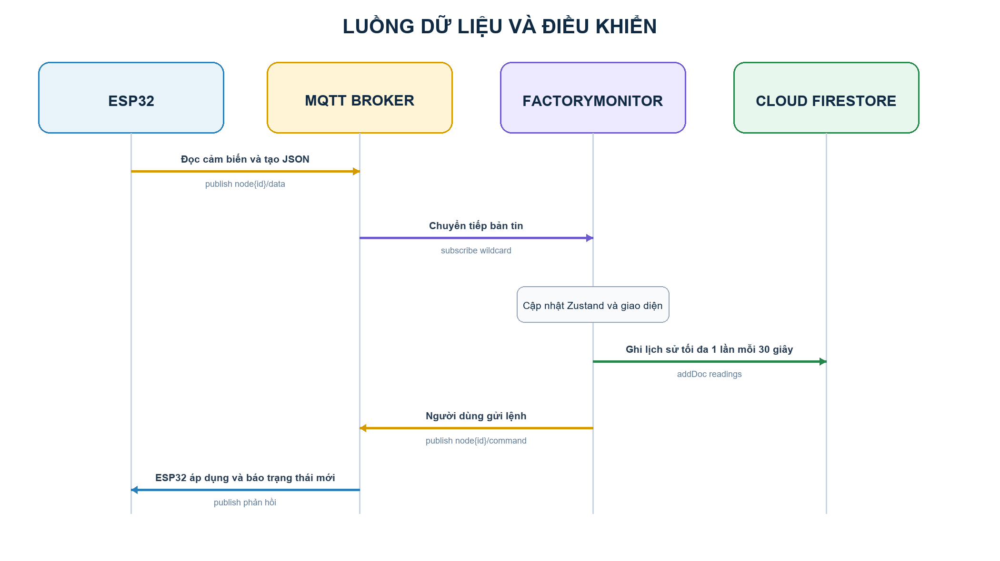 LUỒNG DỮ LIỆU VÀ ĐIỀU KHIỂN
ESP32
MQTT BROKER
FACTORYMONITOR
CLOUD FIRESTORE
Đọc cảm biến và tạo JSON
publish node{id}/data
Chuyển tiếp bản tin
subscribe wildcard
Cập nhật Zustand và giao diện
Ghi lịch sử tối đa 1 lần mỗi 30 giây
addDoc readings
Người dùng gửi lệnh
publish node{id}/command
ESP32 áp dụng và báo trạng thái mới
publish phản hồi